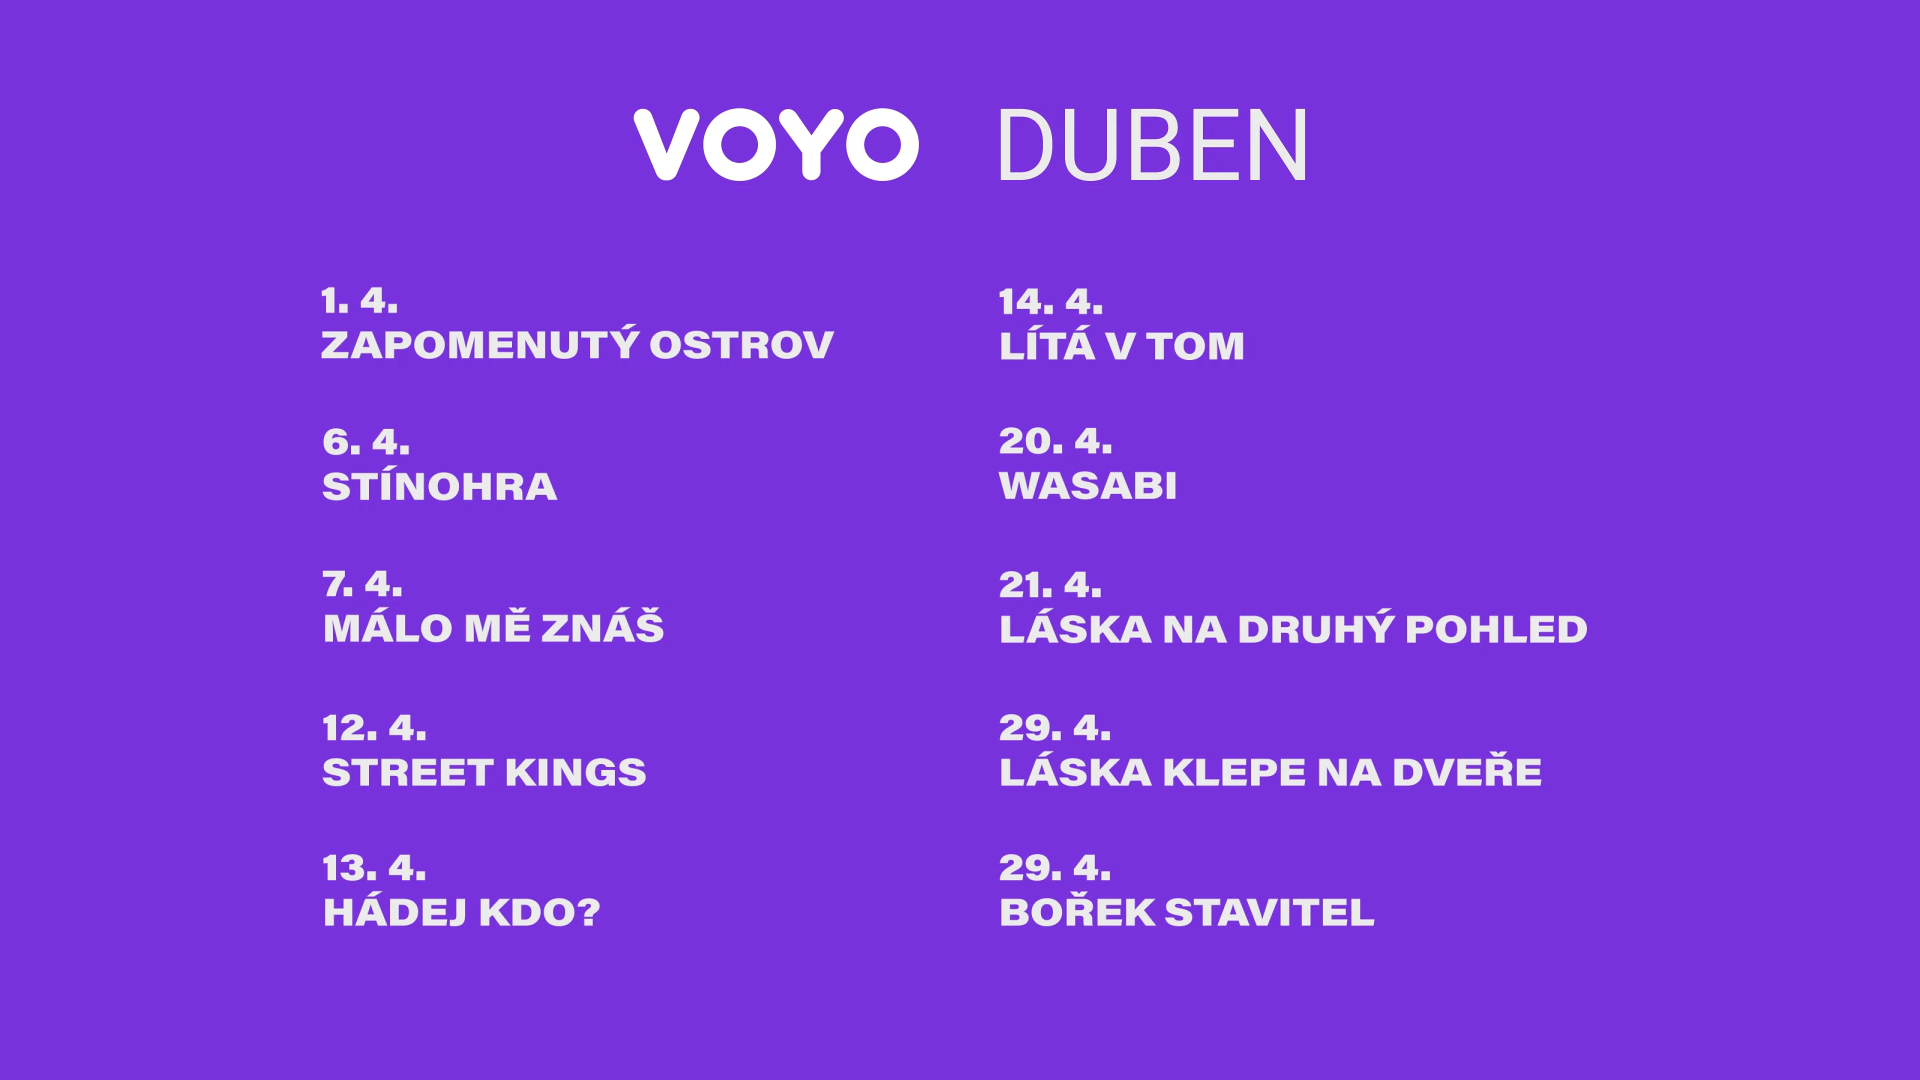 VOYO DUBEN
1. 4.
ZAPOMENUTÝ OSTROV
6. 4.
STÍNOHRA
7. 4.
MÁLO MĚ ZNÁŠ
12. 4.
STREET KINGS
13. 4.
HÁDEJ KDO?
14. 4.
LÍTÁ V TOM
20. 4.
WASABI
21. 4.
LÁSKA NA DRUHÝ POHLED
29. 4.
LÁSKA KLEPE NA DVEŘE
29. 4.
BOŘEK STAVITEL